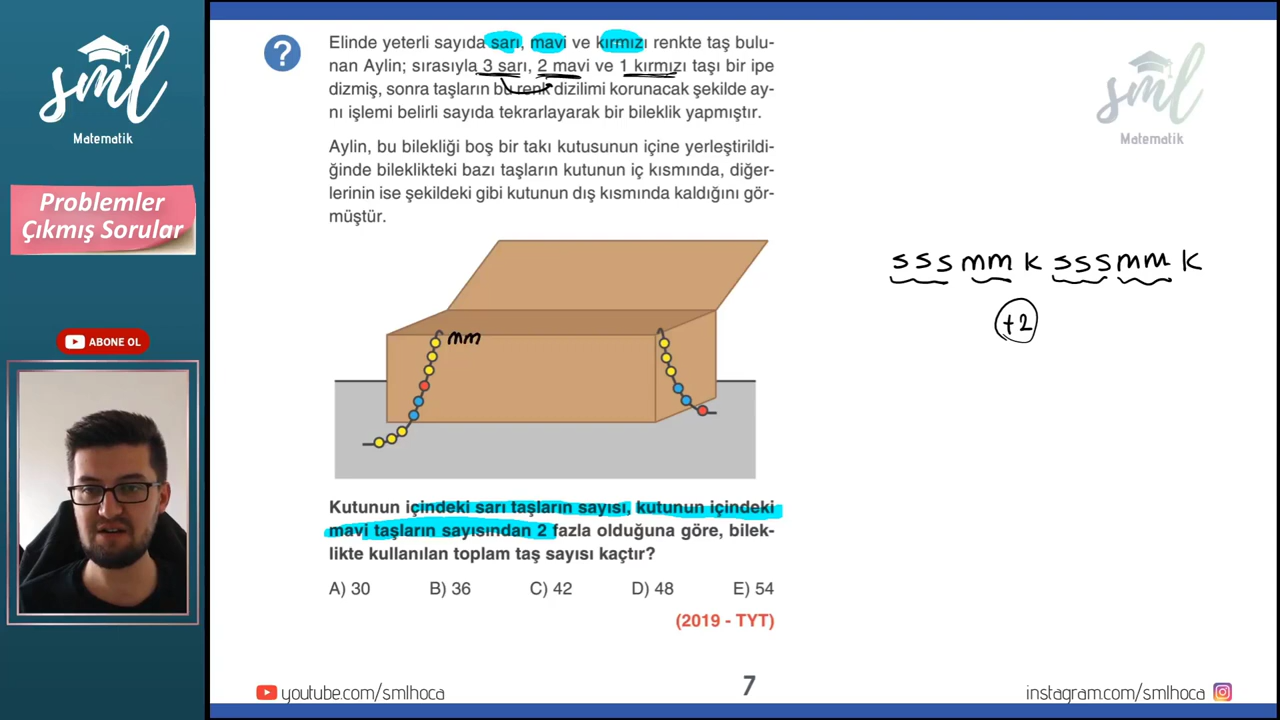 sml
Matematik
Problemler
Çıkmış Sorular
ABONE OL
?
Elinde yeterli sayıda sarı, mavi ve kırmızı renkte taş bulu-
nan Aylin; sırasıyla 3 sarı, 2 mavi ve 1 kırmızı taşı bir ipe
dizmiş, sonra taşların bu renk dizilimi korunacak şekilde ay-
nı işlemi belirli sayıda tekrarlayarak bir bileklik yapmıştır.
Aylin, bu bilekliği boş bir takı kutusunun içine yerleştirildi-
ğinde bileklikteki bazı taşların kutunun iç kısmında, diğer-
lerinin ise şekildeki gibi kutunun dış kısmında kaldığını gör-
müştür.
mm
Kutunun içindeki sarı taşların sayısı, kutunun içindeki
mavi taşların sayısından 2 fazla olduğuna göre, bilek-
likte kullanılan toplam taş sayısı kaçtır?
A) 30 B) 36 C) 42 D) 48 E) 54
(2019 - TYT)
sml
Matematik
sss mm k sss mm k
+2
youtube.com/smlhoca
7
instagram.com/smlhoca